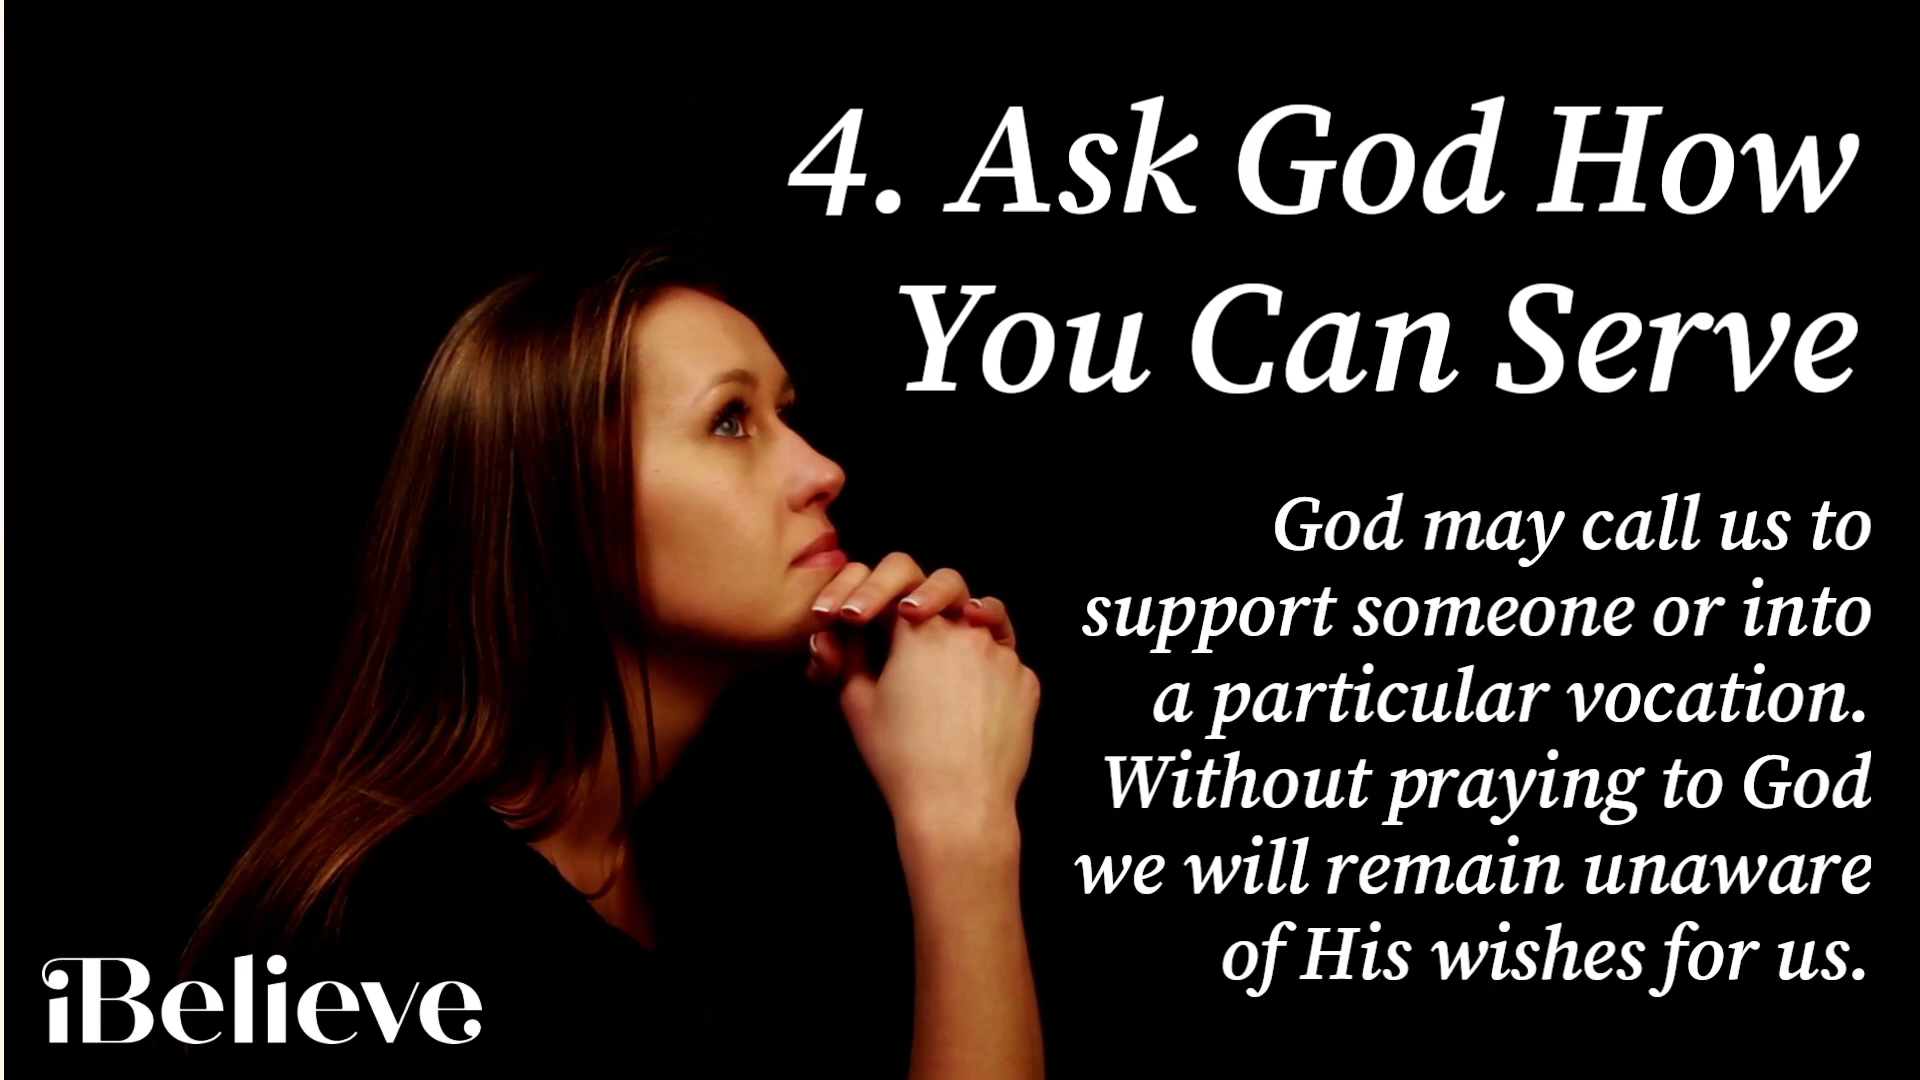 4. Ask God How
You Can Serve
God may call us to
support someone or into
a particular vocation.
Without praying to God
we will remain unaware
of His wishes for us.
iBelieve